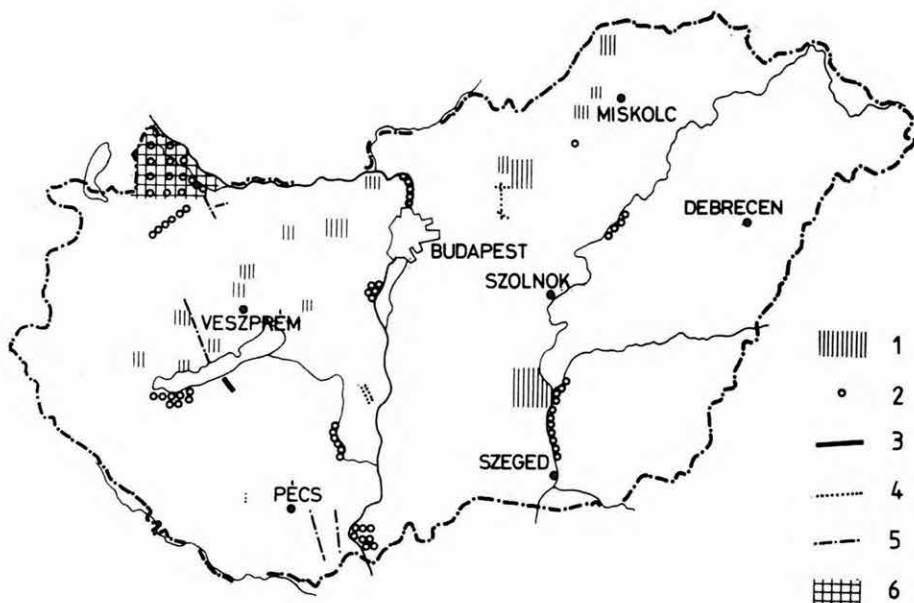 MISKOLC
DEBRECEN
BUDAPEST
SZOLNOK
VESZPRÉM
1
2
3
SZEGED
4
PÉCS
5
6